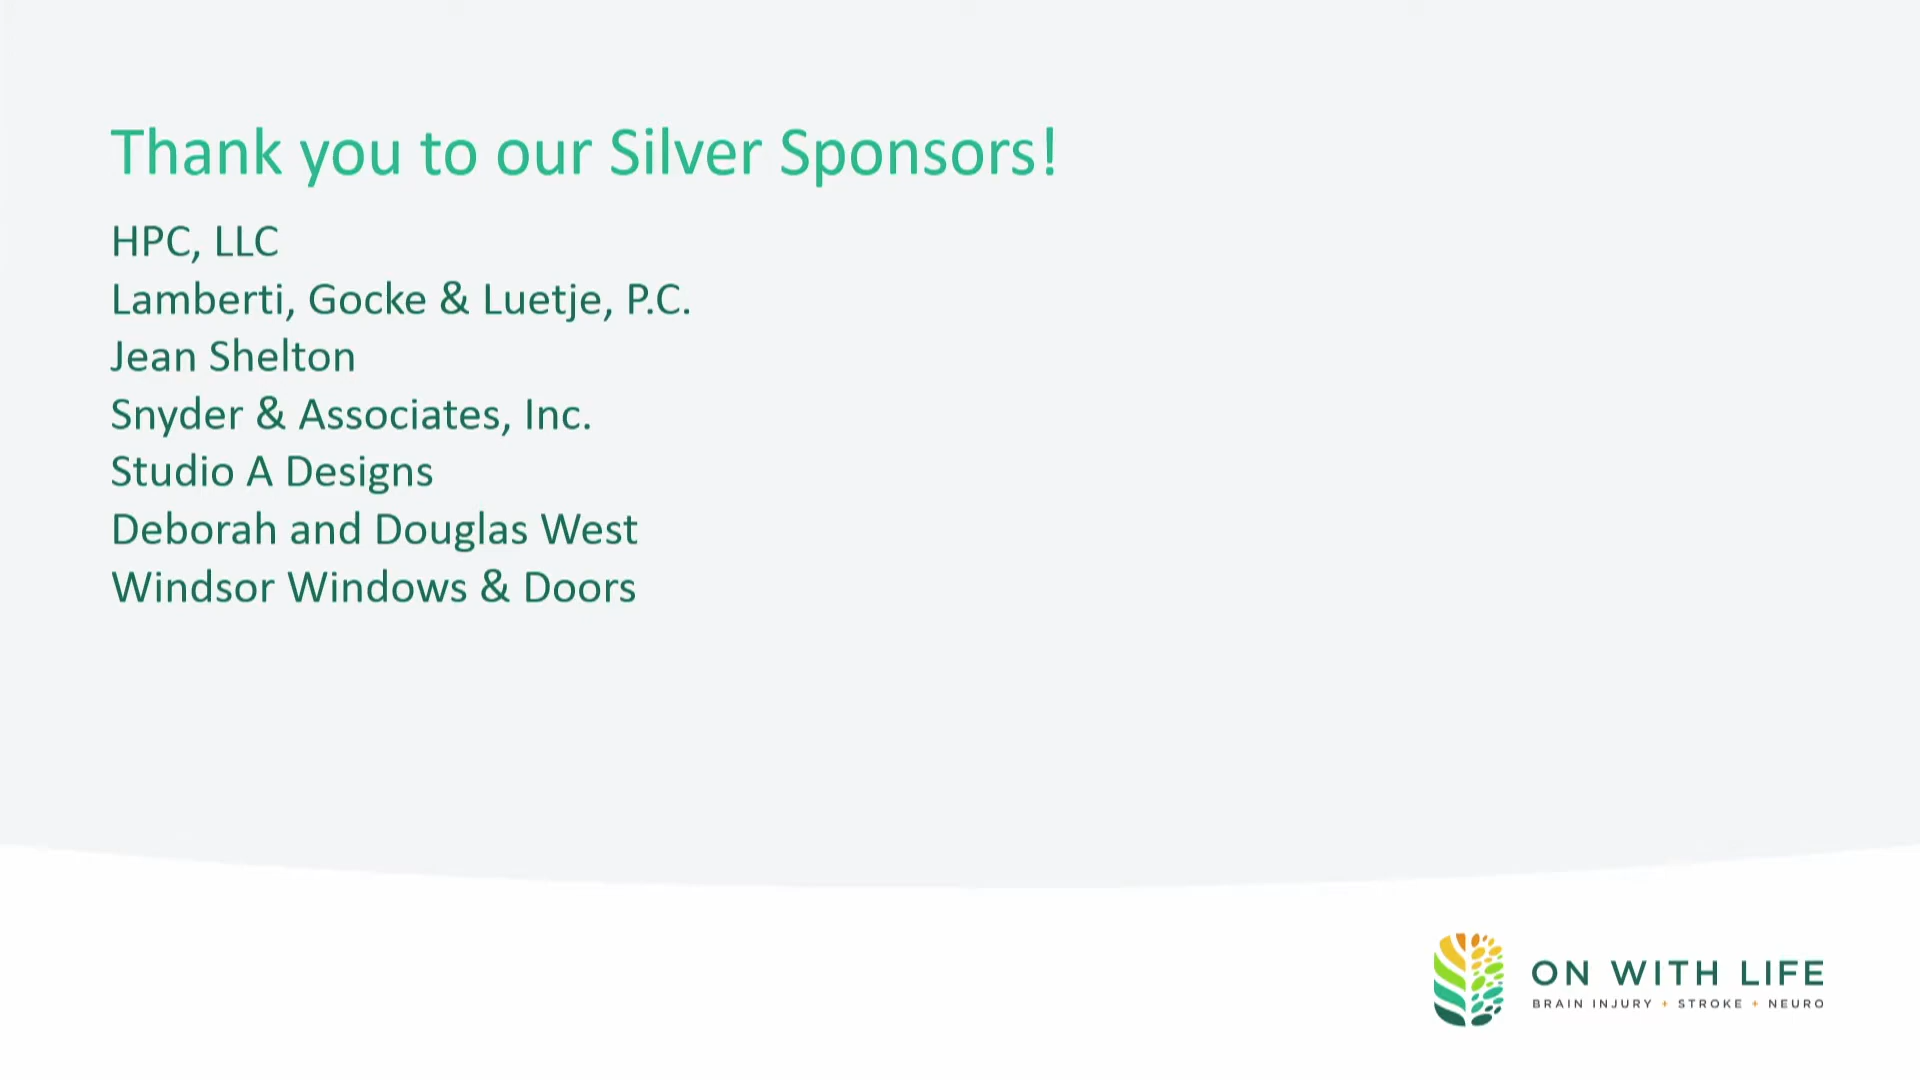 Thank you to our Silver Sponsors!
HPC, LLC
Lamberti, Gocke & Luetje, P.C.
Jean Shelton
Snyder & Associates, Inc.
Studio A Designs
Deborah and Douglas West
Windsor Windows & Doors
ON WITH LIFE
BRAIN INJURY + STROKE + NEURO